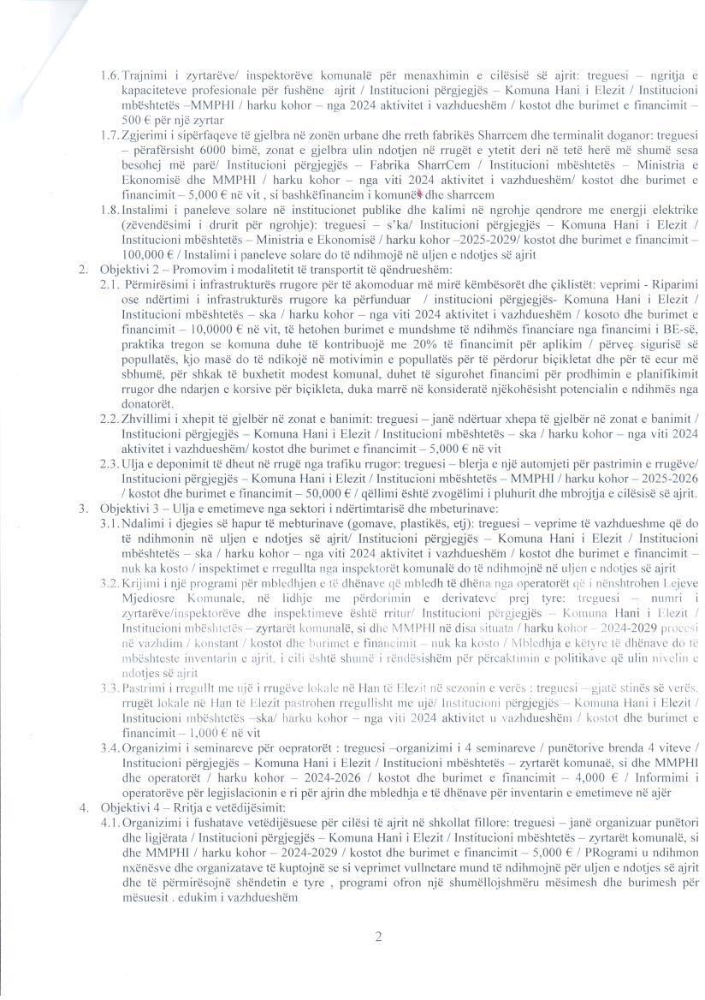 1.6. Trajnimi i zyrtarëve/ inspektorëve komunalë për menaxhimin e cilësisë së ajrit: treguesi – ngritja e
kapaciteteve profesionale për fushëne ajrit / Institucioni përgjegjës – Komuna Hani i Elezit / Institucioni
mbështetës –MMPHI / harku kohor – nga 2024 aktivitet i vazhdueshëm / kostot dhe burimet e financimit –
500 € për një zyrtar
1.7. Zgjerimi i sipërfaqeve të gjelbra në zonën urbane dhe rreth fabrikës Sharrcem dhe terminalit doganor: treguesi
– përafërsisht 6000 bimë, zonat e gjelbra ulin ndotjen në rrugët e ytetit deri në tetë herë më shumë sesa
besohej më parë/ Institucioni përgjegjës – Fabrika SharrCem / Institucioni mbështetës – Ministria e
Ekonomisë dhe MMPHI / harku kohor – nga viti 2024 aktivitet i vazhdueshëm/ kostot dhe burimet e
financimit – 5,000 € në vit , si bashkëfinancim i komunës dhe sharrcem
1.8. Instalimi i paneleve solare në institucionet publike dhe kalimi në ngrohje qendrore me energji elektrike
(zëvendësimi i drurit për ngrohje): treguesi – s'ka/ Institucioni përgjegjës – Komuna Hani i Elezit /
Institucioni mbështetës – Ministria e Ekonomisë / harku kohor –2025-2029/ kostot dhe burimet e financimit –
100,000 € / Instalimi i paneleve solare do të ndihmojë në uljen e ndotjes së ajrit
2. Objektivi 2 – Promovim i modalitetit të transportit të qëndrueshëm:
2.1. Përmirësimi i infrastrukturës rrugore për të akomoduar më mirë këmbësorët dhe çiklistët: veprimi - Riparimi
ose ndërtimi i infrastrukturës rrugore ka përfunduar / institucioni përgjegjës- Komuna Hani i Elezit /
Institucioni mbështetës – ska / harku kohor – nga viti 2024 aktivitet i vazhdueshëm / kosoto dhe burimet e
financimit – 10,0000 € në vit, të hetohen burimet e mundshme të ndihmës financiare nga financimi i BE-së,
praktika tregon se komuna duhe të kontribuojë me 20% të financimit për aplikim / përveç sigurisë së
popullatës, kjo masë do të ndikojë në motivimin e popullatës për të përdorur biçikletat dhe për të ecur më
sbhumë, për shkak të buxhetit modest komunal, duhet të sigurohet financimi për prodhimin e planifikimit
rrugor dhe ndarjen e korsive për biçikleta, duka marrë në konsideratë njëkohësisht potencialin e ndihmës nga
donatorët.
2.2. Zhvillimi i xhepit të gjelbër në zonat e banimit: treguesi – janë ndërtuar xhepa të gjelbër në zonat e banimit /
Institucioni përgjegjës – Komuna Hani i Elezit / Institucioni mbështetës – ska / harku kohor – nga viti 2024
aktivitet i vazhdueshëm/ kostot dhe burimet e financimit – 5,000 € në vit
2.3. Ulja e deponimit të dheut në rrugë nga trafiku rrugor: treguesi – blerja e një automjeti për pastrimin e rrugëve/
Institucioni përgjegjës – Komuna Hani i Elezit / Institucioni mbështetës – MMPHI / harku kohor – 2025-2026
/ kostot dhe burimet e financimit – 50,000 € / qëllimi është zvogëlimi i pluhurit dhe mbrojtja e cilësisë së ajrit.
3. Objektivi 3 – Ulja e emetimeve nga sektori i ndërtimtarisë dhe mbeturinave:
3.1. Ndalimi i djegies së hapur të mebturinave (gomave, plastikës, etj): treguesi – veprime të vazhdueshme që do
të ndihmonin në uljen e ndotjes së ajrit/ Institucioni përgjegjës – Komuna Hani i Elezit / Institucioni
mbështetës – ska / harku kohor – nga viti 2024 aktivitet i vazhdueshëm / kostot dhe burimet e financimit –
nuk ka kosto / inspektimet e rregullta nga inspektorët komunalë do të ndihmojnë në uljen e ndotjes së ajrit
3.2. Krijimi i një programi për mbledhjen e të dhënave që mbledh të dhëna nga operatorët që i nënshtrohen Lejeve
Mjediosre Komunale, në lidhje me përdorimin e derivateve prej tyre: treguesi – numri i
zyrtarëve/inspektorëve dhe inspektimeve është rritur/ Institucioni përgjegjës – Komuna Hani i Elezit /
Institucioni mbështetës – zyrtarët komunalë, si dhe MMPHI në disa situata / harku kohor – 2024-2029 procesi
në vazhdim / konstant / kostot dhe burimet e financimit – nuk ka kosto / Mbledhja e këtyre të dhënave do të
mbështeste inventarin e ajrit, i cili është shumë i rëndësishëm për përcaktimin e politikave që ulin nivelin e
ndotjes së ajrit
3.3. Pastrimi i rregullt me ujë i rrugëve lokale në Han të Elezit në sezonin e verës : treguesi – gjatë stinës së verës,
rrugët lokale në Han të Elezit pastrohen rregullisht me ujë/ Institucioni përgjegjës – Komuna Hani i Elezit /
Institucioni mbështetës –ska/ harku kohor – nga viti 2024 aktivitet u vazhdueshëm / kostot dhe burimet e
financimit – 1,000 € në vit
3.4. Organizimi i seminareve për oepratorët : treguesi –organizimi i 4 seminareve / punëtorive brenda 4 viteve /
Institucioni përgjegjës – Komuna Hani i Elezit / Institucioni mbështetës – zyrtarët komunaë, si dhe MMPHI
dhe operatorët / harku kohor – 2024-2026 / kostot dhe burimet e financimit – 4,000 € / Informimi i
operatorëve për legjislacionin e ri për ajrin dhe mbledhja e të dhënave për inventarin e emetimeve në ajër
4. Objektivi 4 – Rritja e vetëdijësimit:
4.1. Organizimi i fushatave vetëdijësuese për cilësi të ajrit në shkollat fillore: treguesi – janë organizuar punëtori
dhe ligjërata / Institucioni përgjegjës – Komuna Hani i Elezit / Institucioni mbështetës – zyrtarët komunalë, si
dhe MMPHI / harku kohor – 2024-2029 / kostot dhe burimet e financimit – 5,000 € / PRogrami u ndihmon
nxënësve dhe organizatave të kuptojnë se si veprimet vullnetare mund të ndihmojnë për uljen e ndotjes së ajrit
dhe të përmirësojnë shëndetin e tyre , programi ofron një shumëllojshmëru mësimesh dhe burimesh për
mësuesit . edukim i vazhdueshëm
2